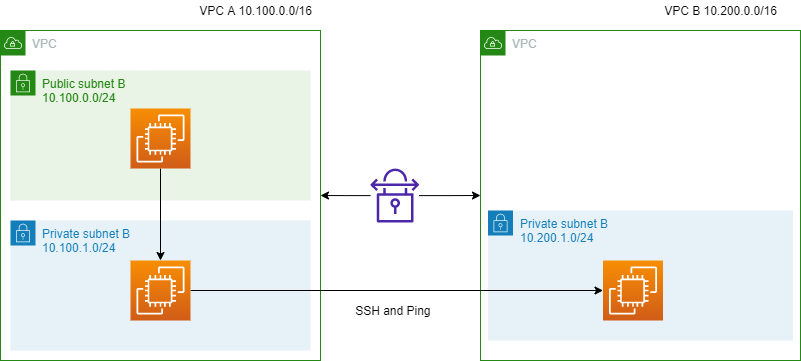 VPC A 10.100.0.0/16
VPC B 10.200.0.0/16
VPC
VPC
Public subnet B
10.100.0.0/24
Private subnet B
10.100.1.0/24
Private subnet B
10.200.1.0/24
SSH and Ping